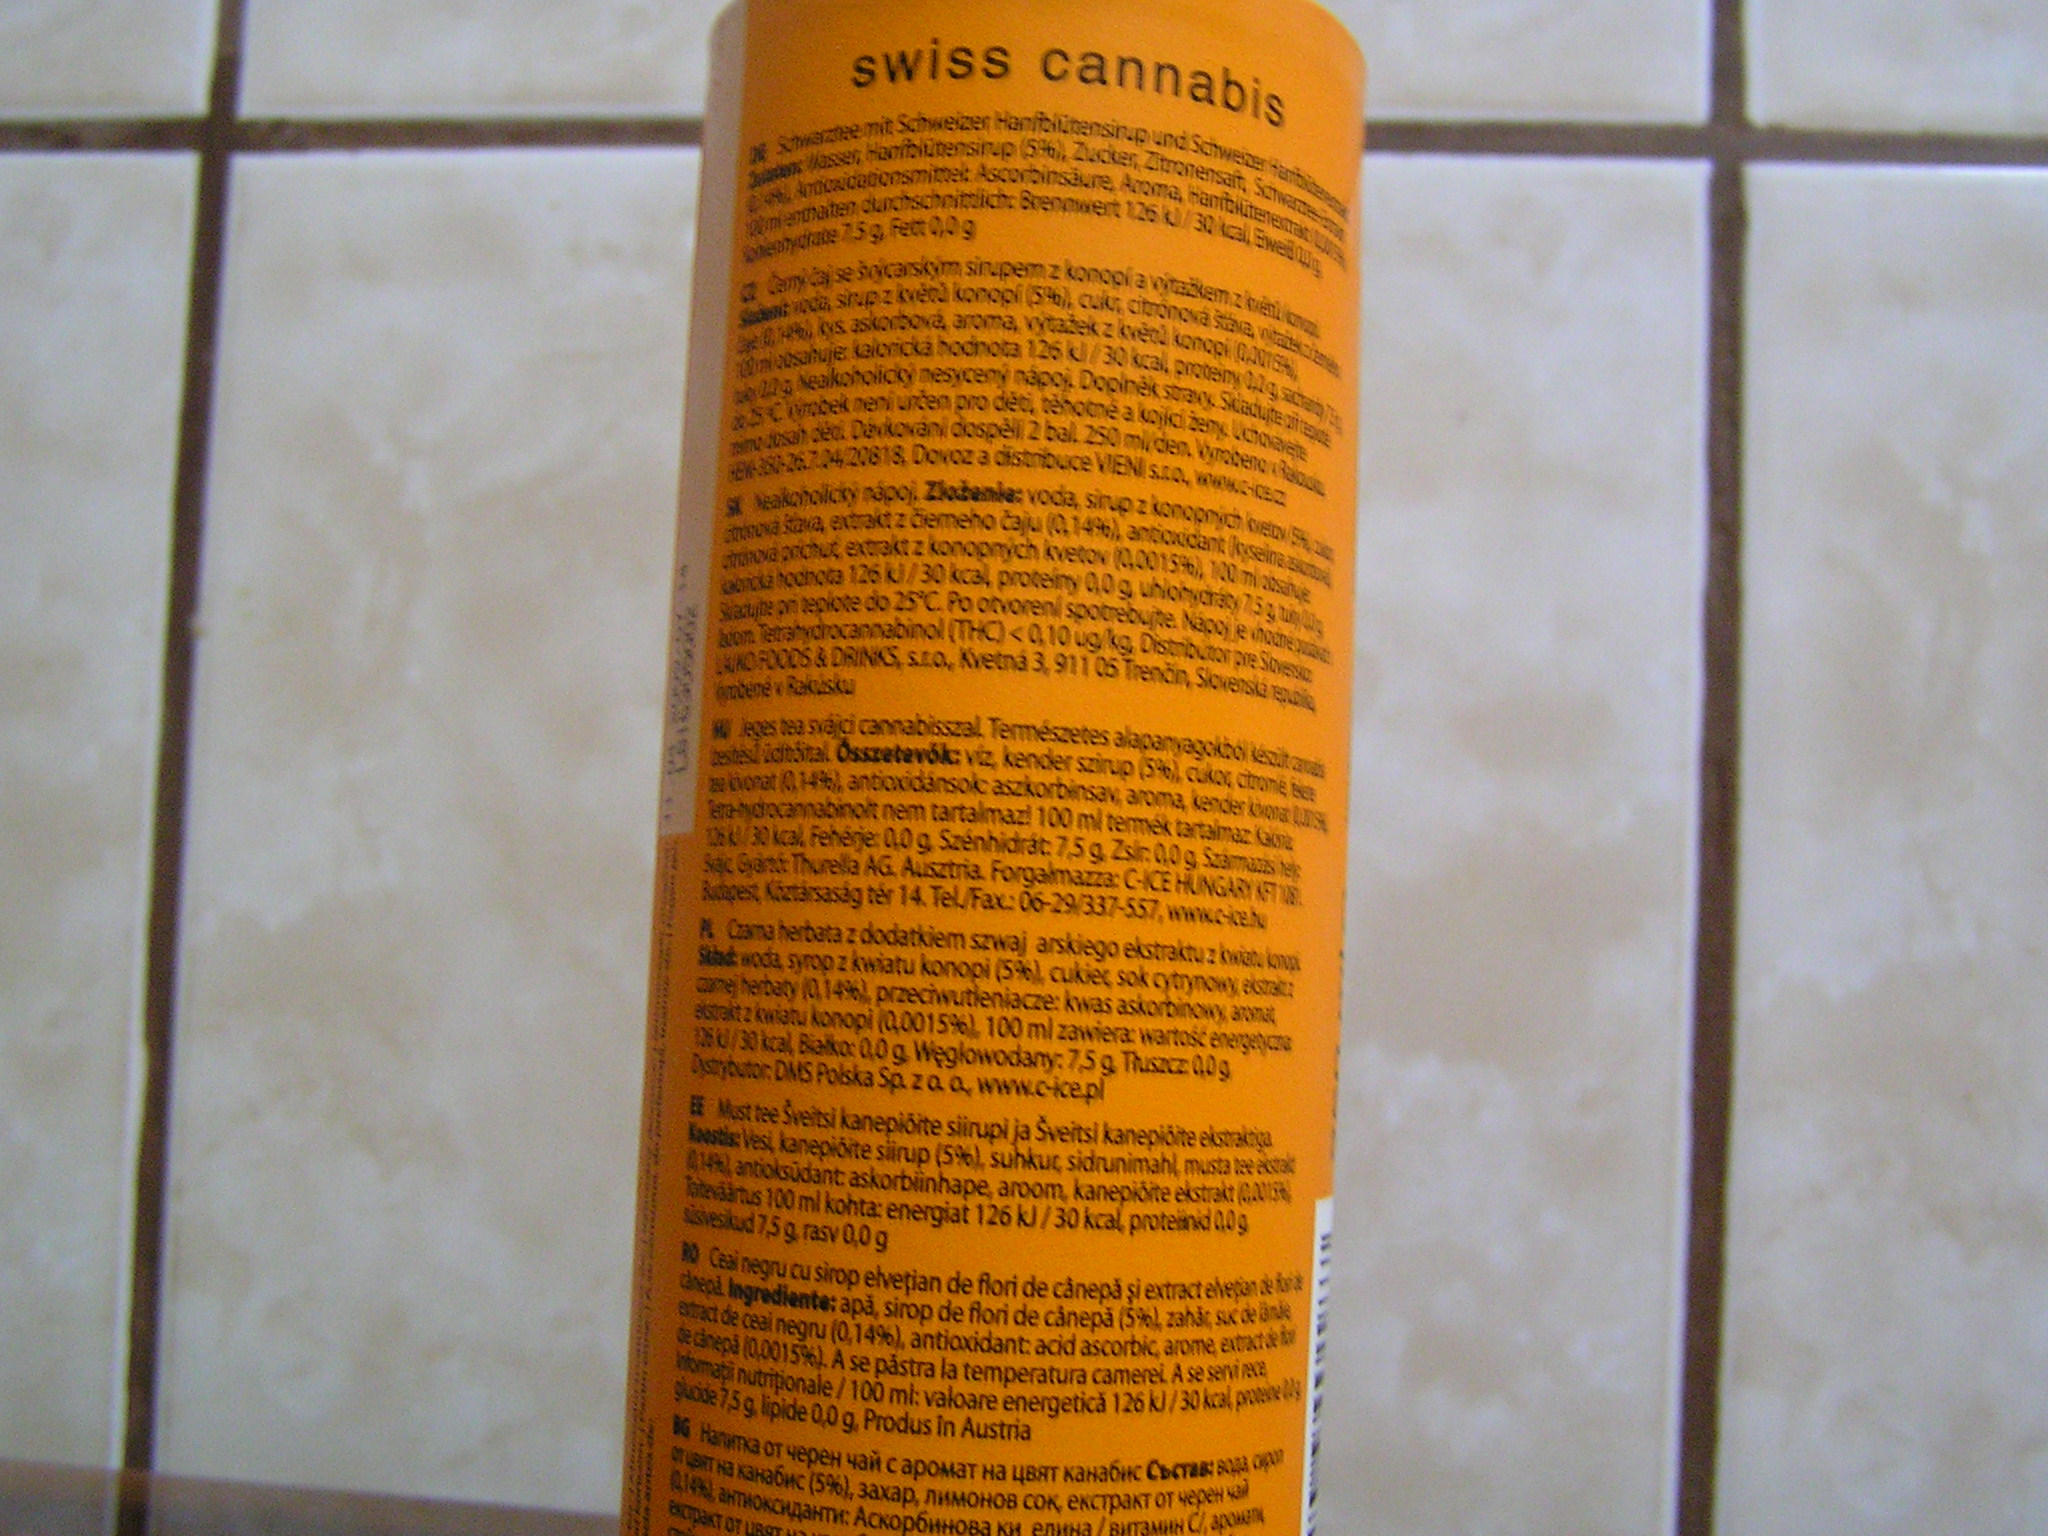 swiss cannabis
Schwarztee mit Schweizer Hanfblütensirup und Schweizer Hanfblütenextrakt
Zutaten: Wasser, Hanfblütensirup (5%), Zucker, Zitronensaft, Schwarztee-Extrakt
(0,14%), Antioxidationsmittel: Ascorbinsäure, Aroma, Hanfblütenextrakt (0,0015%)
100 ml enthalten durchschnittlich: Brennwert 126 kJ / 30 kcal, Eiweiß 0,0 g,
Kohlenhydrate 7.5 g, Fett 0,0 g
CZ Černý čaj se švýcarským sirupem z konopí a výtažkem z květů konopí
Složení: voda, sirup z květů konopí (5%), cukr, citrónová šťáva, výtažek z černého
čaje (0,14%), kys. askorbová, aroma, výtažek z květů konopí (0,0015%),
100 ml obsahuje: kalorická hodnota 126 kJ / 30 kcal, proteiny 0,2 g, sacharidy 7,5 g
tuky 0,2 g, Nealkoholický nesycený nápoj. Doplněk stravy. Skladujte při teplotě
do 25 °C Výrobek není určen pro děti, těhotné a kojící ženy. Uchovávejte
mimo dosah dětí. Dávkování dospělí 2 bal. 250 ml/den. Vyrobeno v Rakousku
HEM-350-26.7.04/20818, Dovoz a distribuce VIENI s.r.o., www.c-ice.cz
SK Nealkoholický nápoj. Zloženie: voda, sirup z konopných kvetov (5%),
citrónová šťava, extrakt z čierneho čaju (0,14%), antioxidant (kyselina askorbová),
citrónová príchuť, extrakt z konopných kvetov (0,0015%), 100 ml obsahuje:
kalorická hodnota 126 kJ / 30 kcal, proteíny 0,0 g, uhlohydráty 7.5 g, tuky 0,0 g,
Skladujte pri teplote do 25°C. Po otvorení spotrebujte. Nápoj je vhodné podávať s
ľadom. Tetrahydrocannabinol (THC) < 0,10 ug/kg, Distribútor pre Slovensko:
LAUKO FOODS & DRINKS, s.r.o., Kvetná 3, 911 05 Trenčín, Slovenská republika,
Vyrobené v Rakúsku
HU Jeges tea svájci cannabisszal. Természetes alapanyagokból készült cannabis
ízesítésű üdítőital. Összetevők: víz, kender szirup (5%), cukor, citromlé, fekete
tea kivonat (0,14%), antioxidánsok: aszkorbinsav, aroma, kender kivonat (0,0015%)
Tetra-hydrocannabinolt nem tartalmaz! 100 ml termék tartalmaz: Kalória:
126 kJ / 30 kcal, Fehérje: 0,0 g, Szénhidrát: 7,5 g, Zsír: 0,0 g, Származási hely:
Svájc. Gyártó: Thurella AG. Ausztria. Forgalmazza: C-ICE HUNGARY KFT 1081.
Budapest, Köztársaság tér 14. Tel./Fax.: 06-29/337-557, www.c-ice.hu
PL Czarna herbata z dodatkiem szwaj arskiego ekstraktu z kwiatu konopi.
Skład: woda, syrop z kwiatu konopi (5%), cukier, sok cytrynowy, ekstrakt z
czarnej herbaty (0,14%), przeciwutleniacze: kwas askorbinowy, aromat,
ekstrakt z kwiatu konopi (0,0015%), 100 ml zawiera: wartość energetyczna:
126 kJ / 30 kcal, Białko: 0,0 g, Węglowodany: 7,5 g, Tłuszcz: 0,0 g,
Dystrybutor: DMS Polska Sp. z o. o., www.c-ice.pl
EE Must tee Šveitsi kanepiõite siirupi ja Šveitsi kanepiõite ekstraktiga.
Koostis: Vesi, kanepiõite siirup (5%), suhkur, sidrunimahl, musta tee ekstrakt
(0,14%), antioksüdant: askorbiinhape, aroom, kanepiõite ekstrakt (0,0015%),
Toiteväärtus 100 ml kohta: energiat 126 kJ / 30 kcal, proteiinid 0,0 g
süsivesikud 7,5 g, rasv 0,0 g
RO Ceai negru cu sirop elvețian de flori de cânepă și extract elvețian de flori de
cânepă. Ingrediente: apă, sirop de flori de cânepă (5%), zahăr, suc de lămâie,
extract de ceai negru (0,14%), antioxidant: acid ascorbic, arome, extract de flori
de cânepă (0,0015%). A se păstra la temperatura camerei. A se servi rece,
Informații nutriționale / 100 ml: valoare energetică 126 kJ / 30 kcal, proteine 0,0 g
glucide 7,5 g, lipide 0,0 g, Produs în Austria
BG Напитка от черен чай с аромат на цвят канабис Състав: вода, сироп
от цвят на канабис (5%), захар, лимонов сок, екстракт от черен чай
(0,14%), антиоксиданти: Аскорбинова ки елина / витамин C/, аромати,
екстракт от цвят на